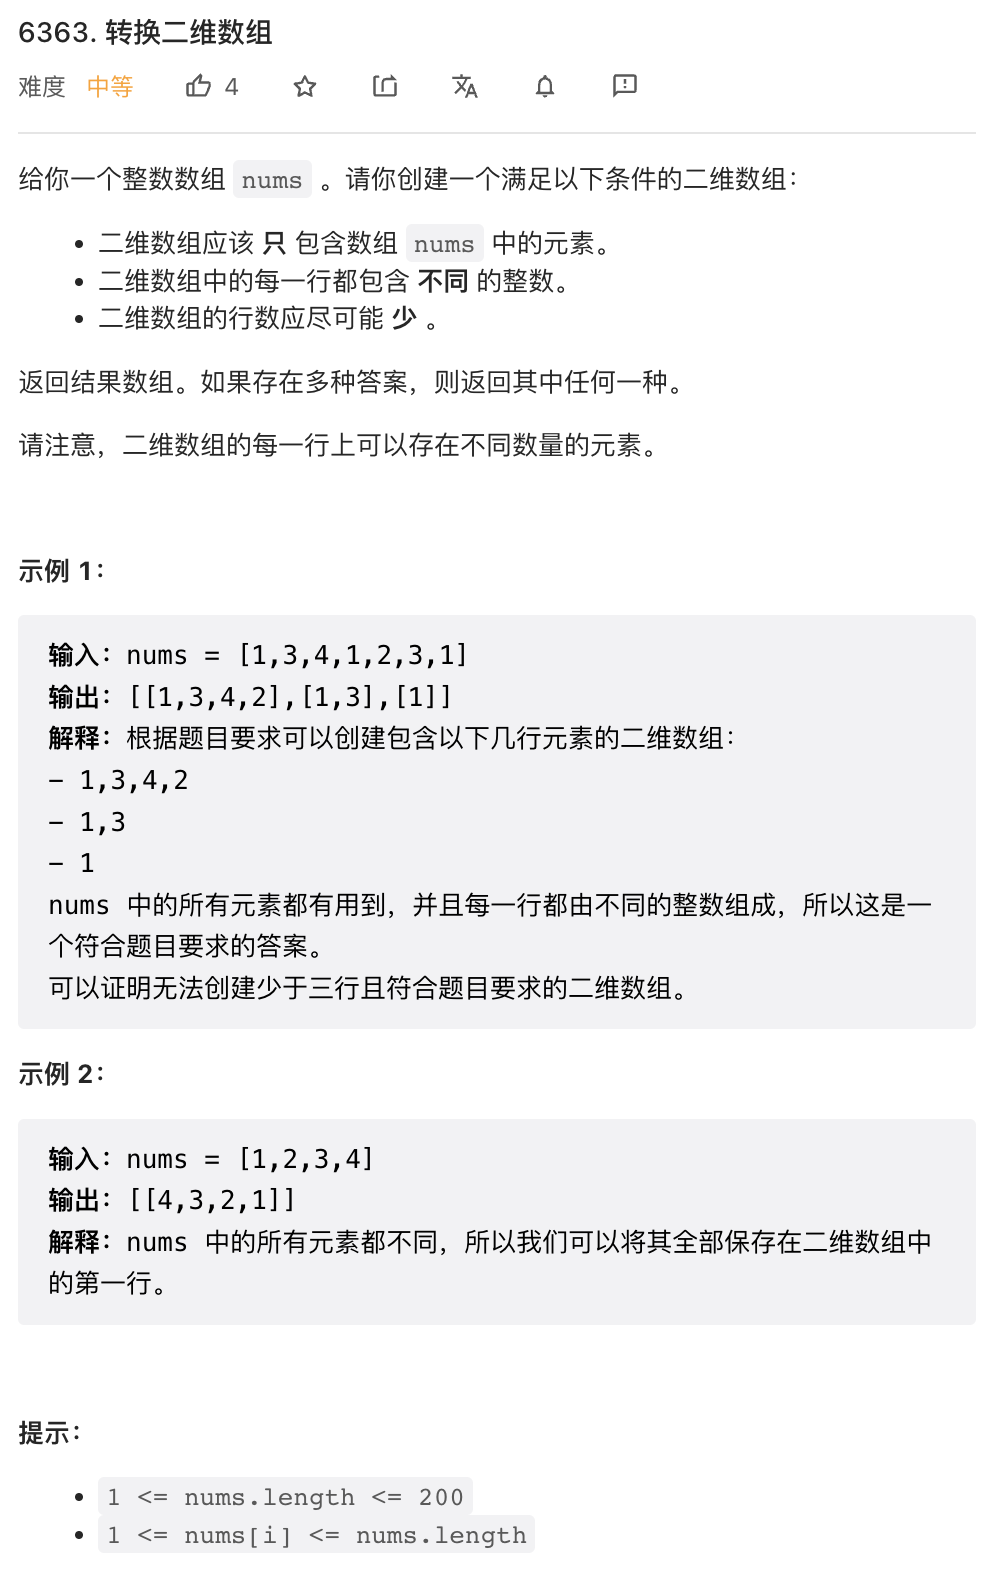 6363. 转换二维数组
难度 中等 4
给你一个整数数组 nums 。请你创建一个满足以下条件的二维数组：
• 二维数组应该 只 包含数组 nums 中的元素。
• 二维数组中的每一行都包含 不同 的整数。
• 二维数组的行数应尽可能 少 。
返回结果数组。如果存在多种答案，则返回其中任何一种。
请注意，二维数组的每一行上可以存在不同数量的元素。
示例 1：
输入：nums = [1,3,4,1,2,3,1]
输出：[[1,3,4,2],[1,3],[1]]
解释：根据题目要求可以创建包含以下几行元素的二维数组：
- 1,3,4,2
- 1,3
- 1
nums 中的所有元素都有用到，并且每一行都由不同的整数组成，所以这是一
个符合题目要求的答案。
可以证明无法创建少于三行且符合题目要求的二维数组。
示例 2：
输入：nums = [1,2,3,4]
输出：[[4,3,2,1]]
解释：nums 中的所有元素都不同，所以我们可以将其全部保存在二维数组中
的第一行。
提示：
• 1 <= nums.length <= 200
• 1 <= nums[i] <= nums.length